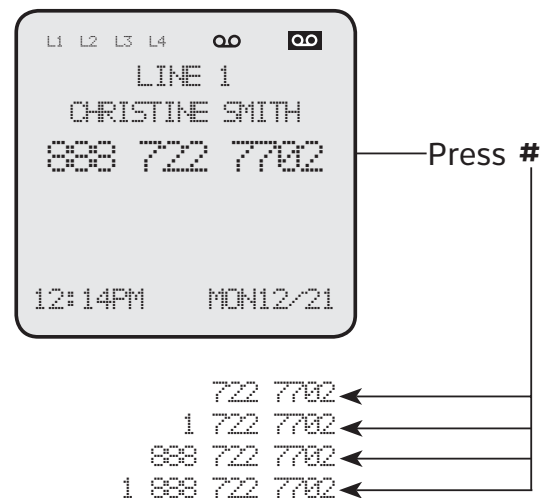 L1 L2 L3 L4
LINE 1
CHRISTINE SMITH
888 722 7702
Press #
12:14PM MON12/21
722 7702
1 722 7702
888 722 7702
1 888 722 7702